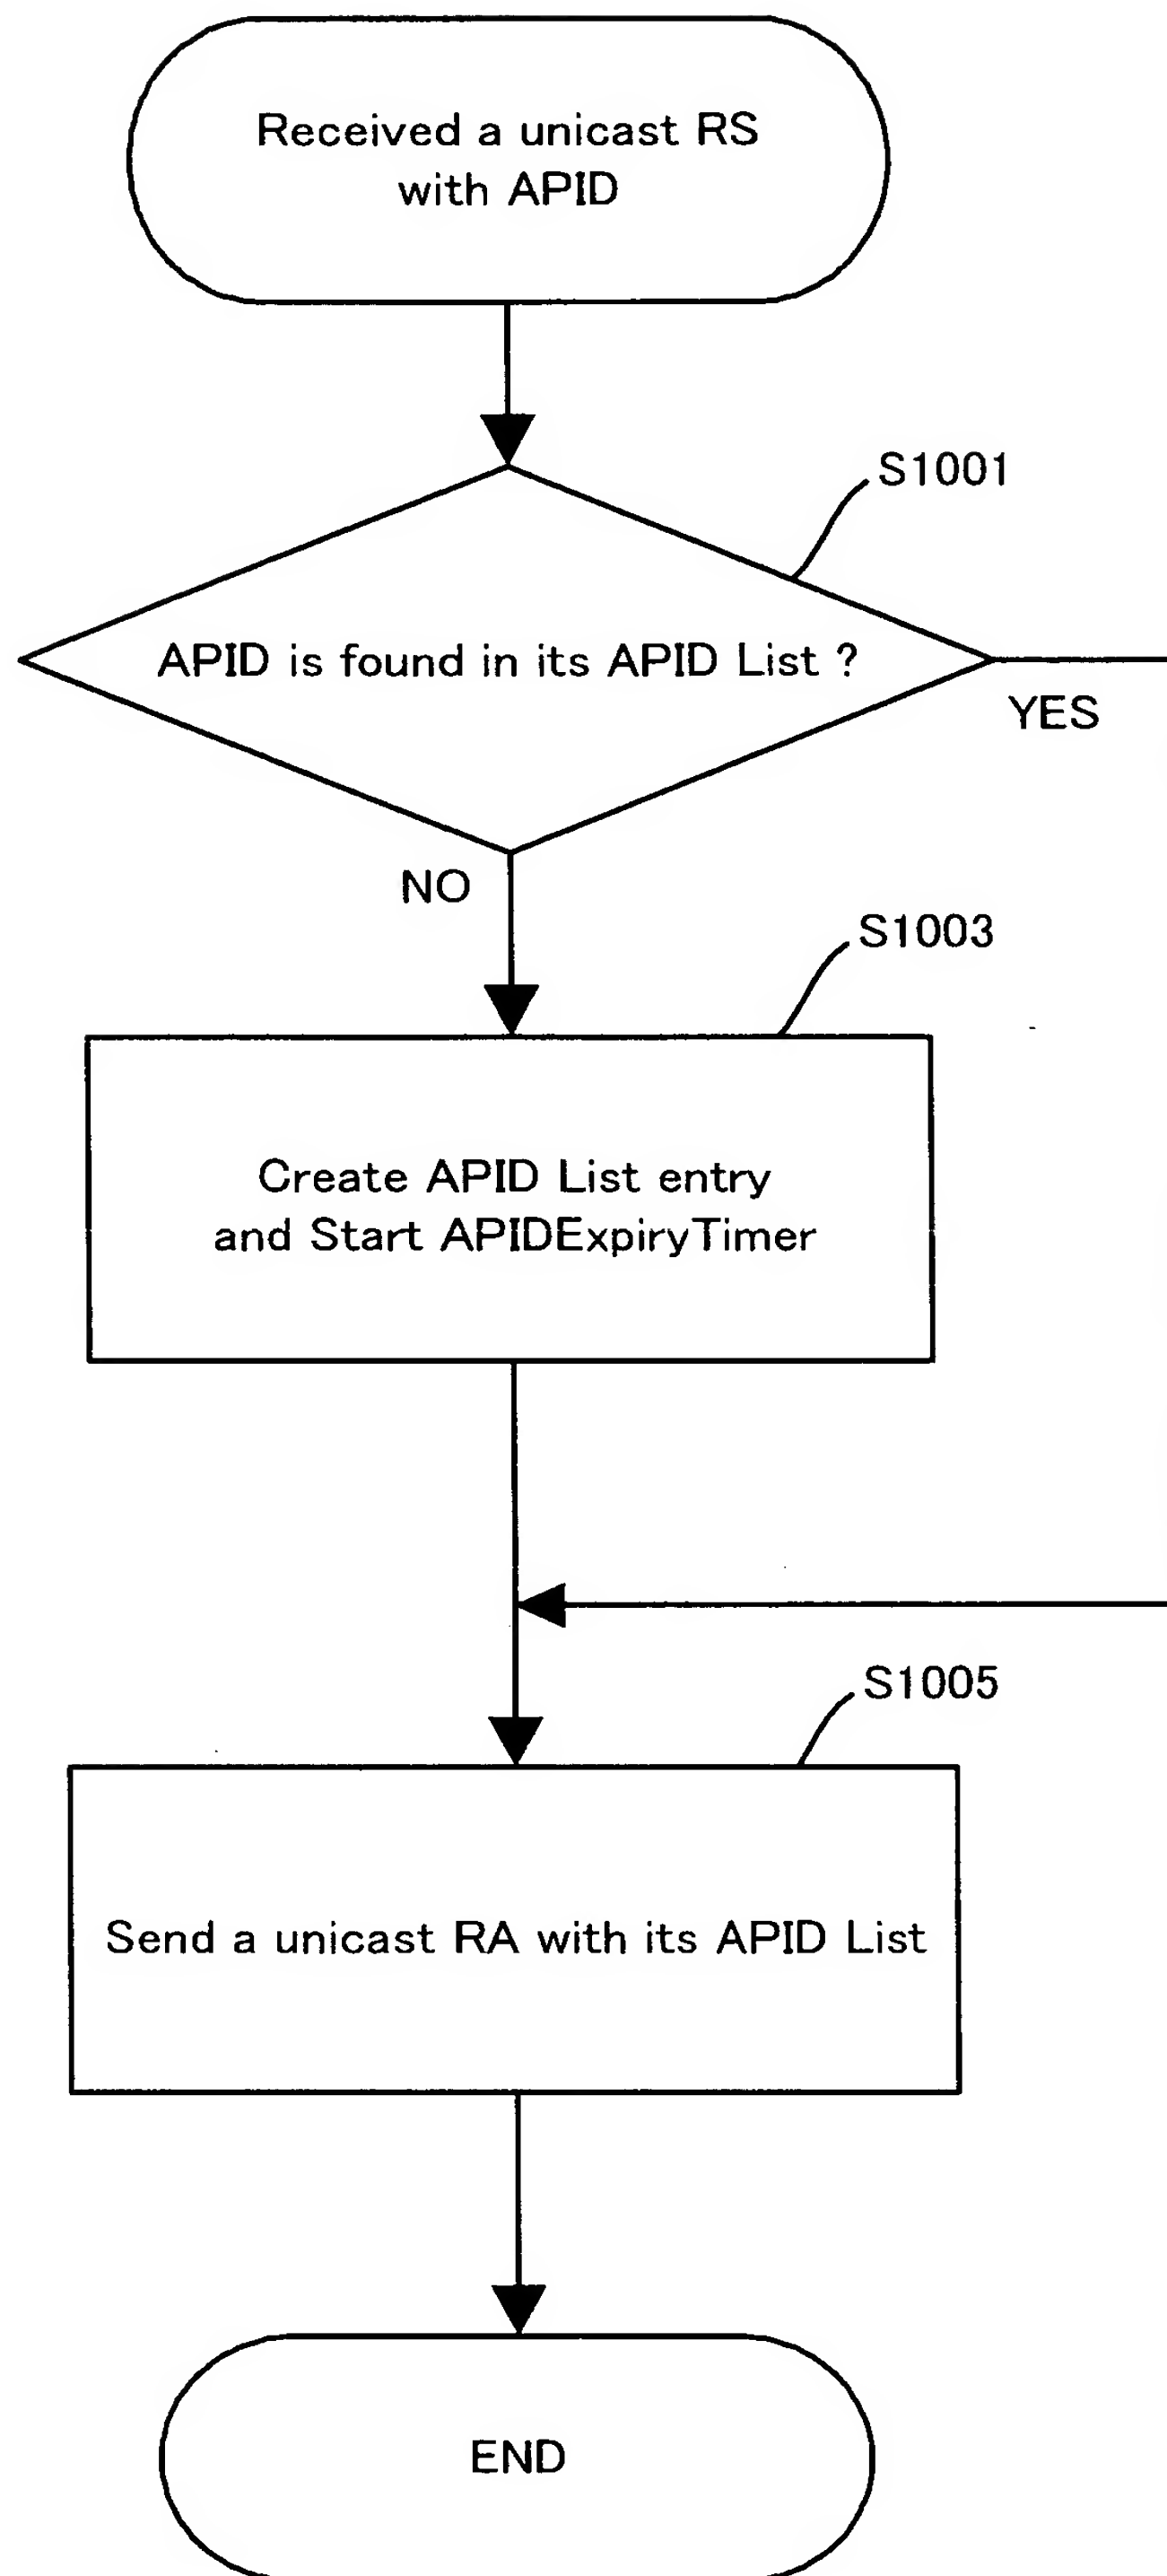 Received a unicast RS
with APID
S1001
APID is found in its APID List ?
YES
NO
S1003
Create APID List entry
and Start APIDExpiryTimer
S1005
Send a unicast RA with its APID List
END